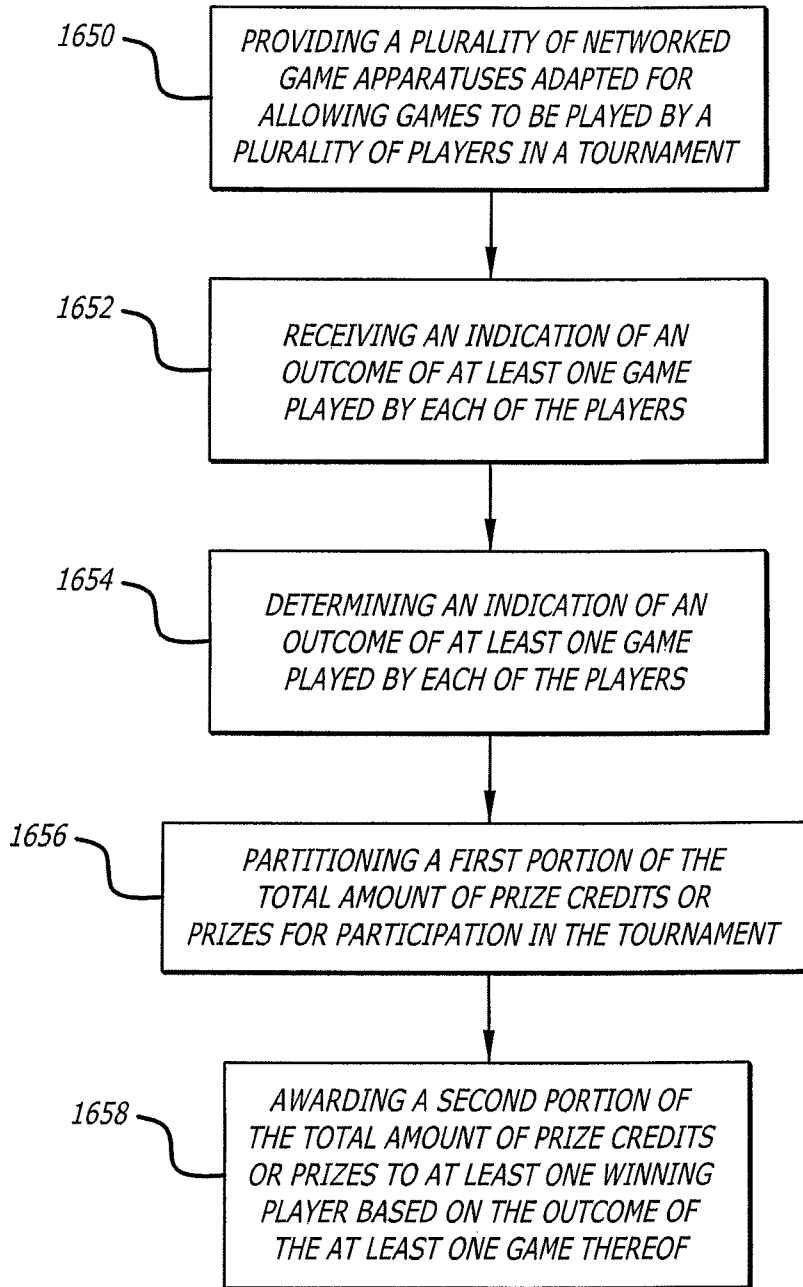 1650
PROVIDING A PLURALITY OF NETWORKED
GAME APPARATUSES ADAPTED FOR
ALLOWING GAMES TO BE PLAYED BY A
PLURALITY OF PLAYERS IN A TOURNAMENT
1652
RECEIVING AN INDICATION OF AN
OUTCOME OF AT LEAST ONE GAME
PLAYED BY EACH OF THE PLAYERS
1654
DETERMINING AN INDICATION OF AN
OUTCOME OF AT LEAST ONE GAME
PLAYED BY EACH OF THE PLAYERS
1656
PARTITIONING A FIRST PORTION OF THE
TOTAL AMOUNT OF PRIZE CREDITS OR
PRIZES FOR PARTICIPATION IN THE TOURNAMENT
1658
AWARDING A SECOND PORTION OF
THE TOTAL AMOUNT OF PRIZE CREDITS
OR PRIZES TO AT LEAST ONE WINNING
PLAYER BASED ON THE OUTCOME OF
THE AT LEAST ONE GAME THEREOF